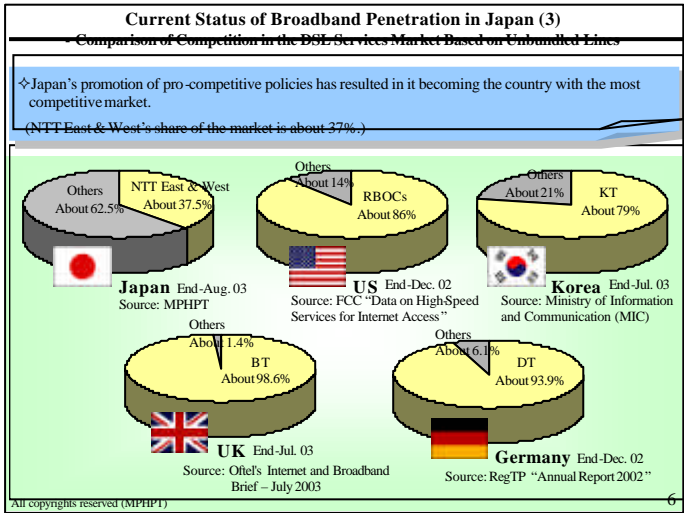 Current Status of Broadband Penetration in Japan (3)
- Comparison of Competition in the DSL Services Market Based on Unbundled Lines
✧Japan's promotion of pro-competitive policies has resulted in it becoming the country with the most
competitive market.
(NTT East & West's share of the market is about 37%.)
Others
About 62.5%
NTT East & West
About 37.5%
Japan End-Aug. 03
Source: MPHPT
Others
About 14%
RBOCs
About 86%
US End-Dec. 02
Source: FCC "Data on High-Speed
Services for Internet Access"
Others
About 21%
KT
About 79%
Korea End-Jul. 03
Source: Ministry of Information
and Communication (MIC)
Others
About 1.4%
BT
About 98.6%
UK End-Jul. 03
Source: Oftel's Internet and Broadband
Brief – July 2003
Others
About 6.1%
DT
About 93.9%
Germany End-Dec. 02
Source: RegTP "Annual Report 2002"
All copyrights reserved (MPHPT)
6